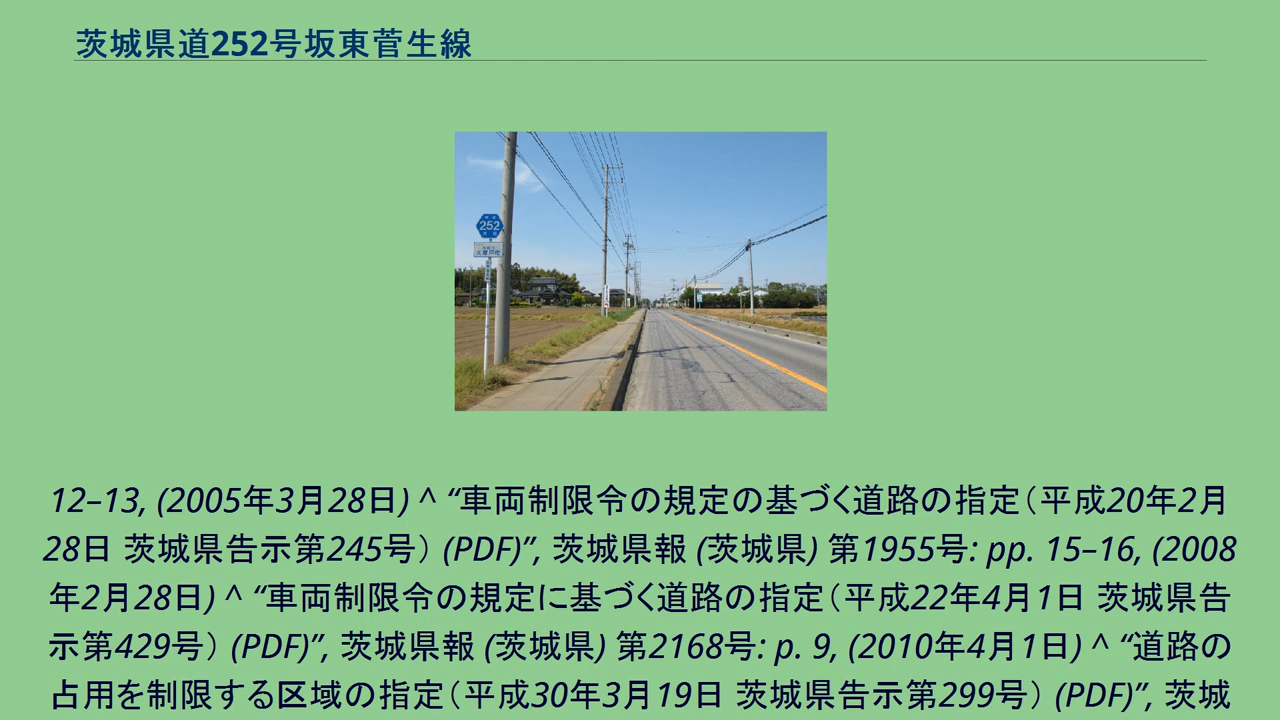 茨城県道252号坂東菅生線
252
12–13, (2005年3月28日) ^ “車両制限令の規定の基づく道路の指定（平成20年2月
28日 茨城県告示第245号） (PDF)”, 茨城県報 (茨城県) 第1955号: pp. 15–16, (2008
年2月28日) ^ “車両制限令の規定に基づく道路の指定（平成22年4月1日 茨城県告
示第429号） (PDF)”, 茨城県報 (茨城県) 第2168号: p. 9, (2010年4月1日) ^ “道路の
占用を制限する区域の指定（平成30年3月19日 茨城県告示第299号） (PDF)”, 茨城